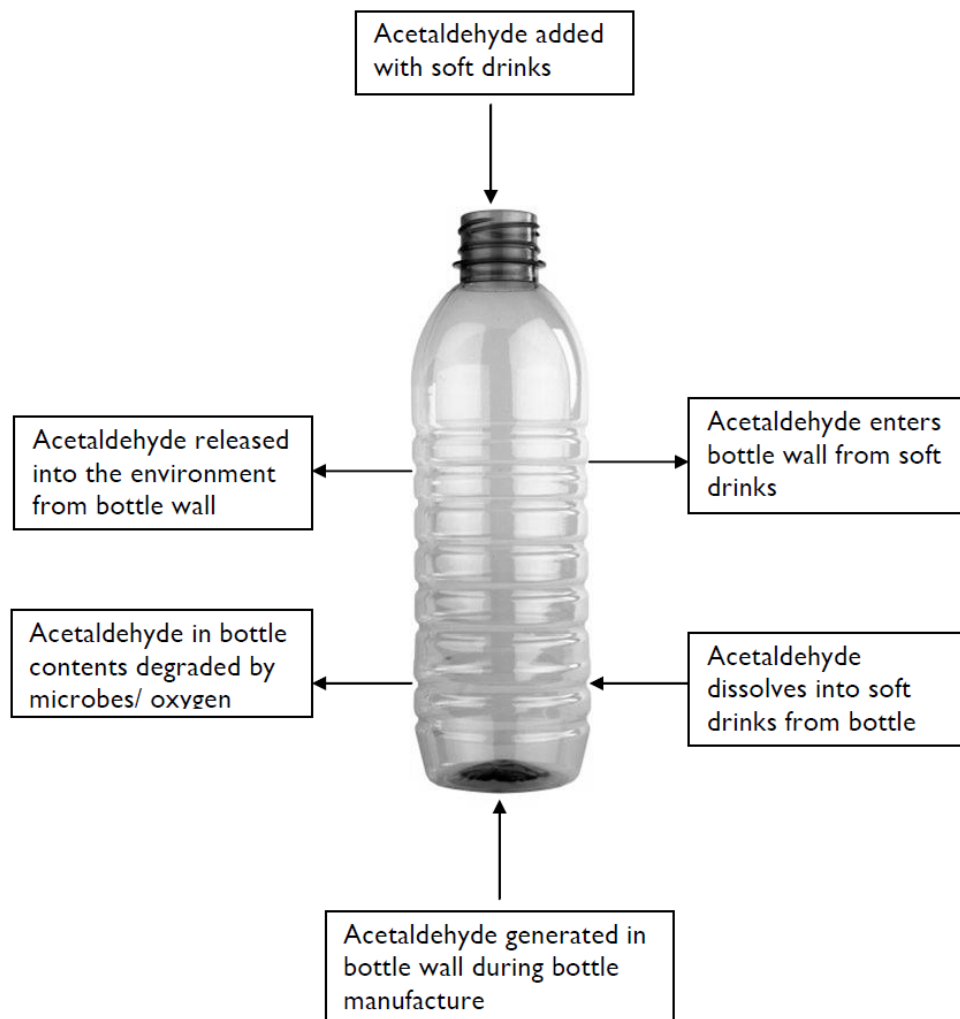 Acetaldehyde added
with soft drinks
Acetaldehyde released
into the environment
from bottle wall
Acetaldehyde enters
bottle wall from soft
drinks
Acetaldehyde in bottle
contents degraded by
microbes/ oxygen
Acetaldehyde
dissolves into soft
drinks from bottle
Acetaldehyde generated in
bottle wall during bottle
manufacture